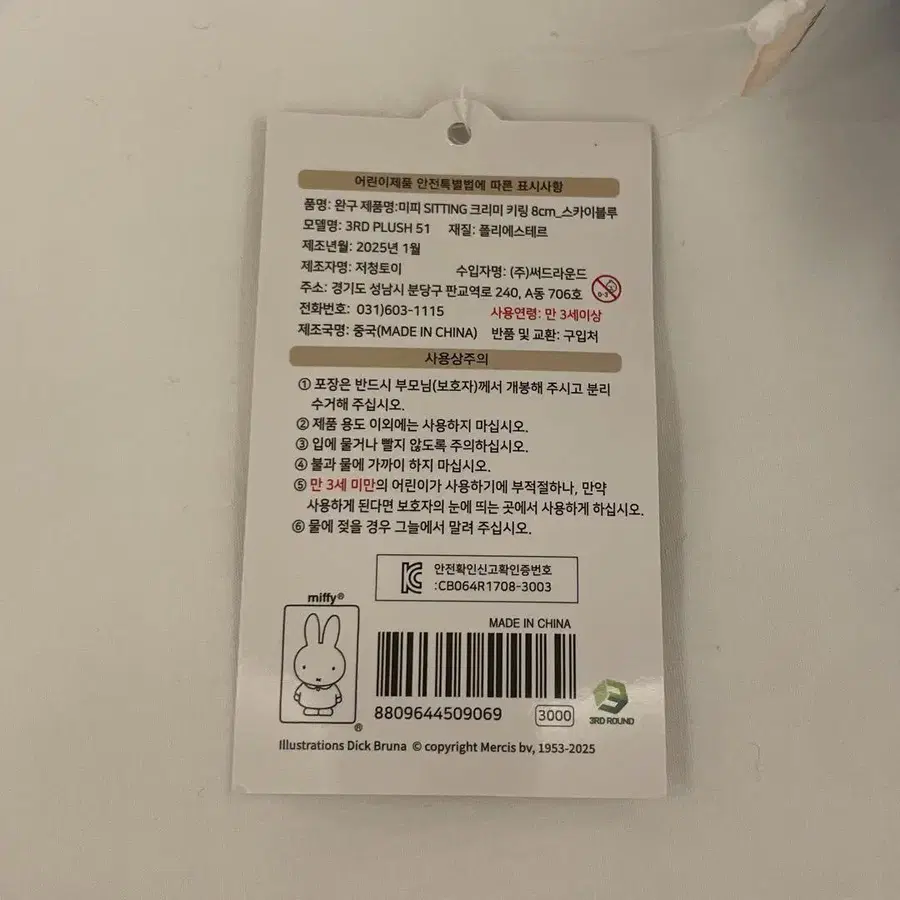 어린이제품 안전특별법에 따른 표시사항
품명: 완구 제품명:미피 SITTING 크리미 키링 8cm_스카이블루
모델명: 3RD PLUSH 51 재질: 폴리에스테르
제조년월: 2025년 1월
제조자명: 저청토이 수입자명: (주)써드라운드
주소: 경기도 성남시 분당구 판교역로 240, A동 706호
0-3
전화번호: 031)603-1115 사용연령: 만 3세이상
제조국명: 중국(MADE IN CHINA) 반품 및 교환: 구입처
사용상주의
① 포장은 반드시 부모님(보호자)께서 개봉해 주시고 분리
수거해 주십시오.
② 제품 용도 이외에는 사용하지 마십시오.
③ 입에 물거나 빨지 않도록 주의하십시오.
④ 불과 물에 가까이 하지 마십시오.
⑤ 만 3세 미만의 어린이가 사용하기에 부적절하나, 만약
사용하게 된다면 보호자의 눈에 띄는 곳에서 사용하게 하십시오.
⑥ 물에 젖을 경우 그늘에서 말려 주십시오.
안전확인신고확인증번호
:CB064R1708-3003
miffy®
MADE IN CHINA
8809644509069
3000
3RD ROUND
®
Illustrations Dick Bruna © copyright Mercis bv, 1953-2025